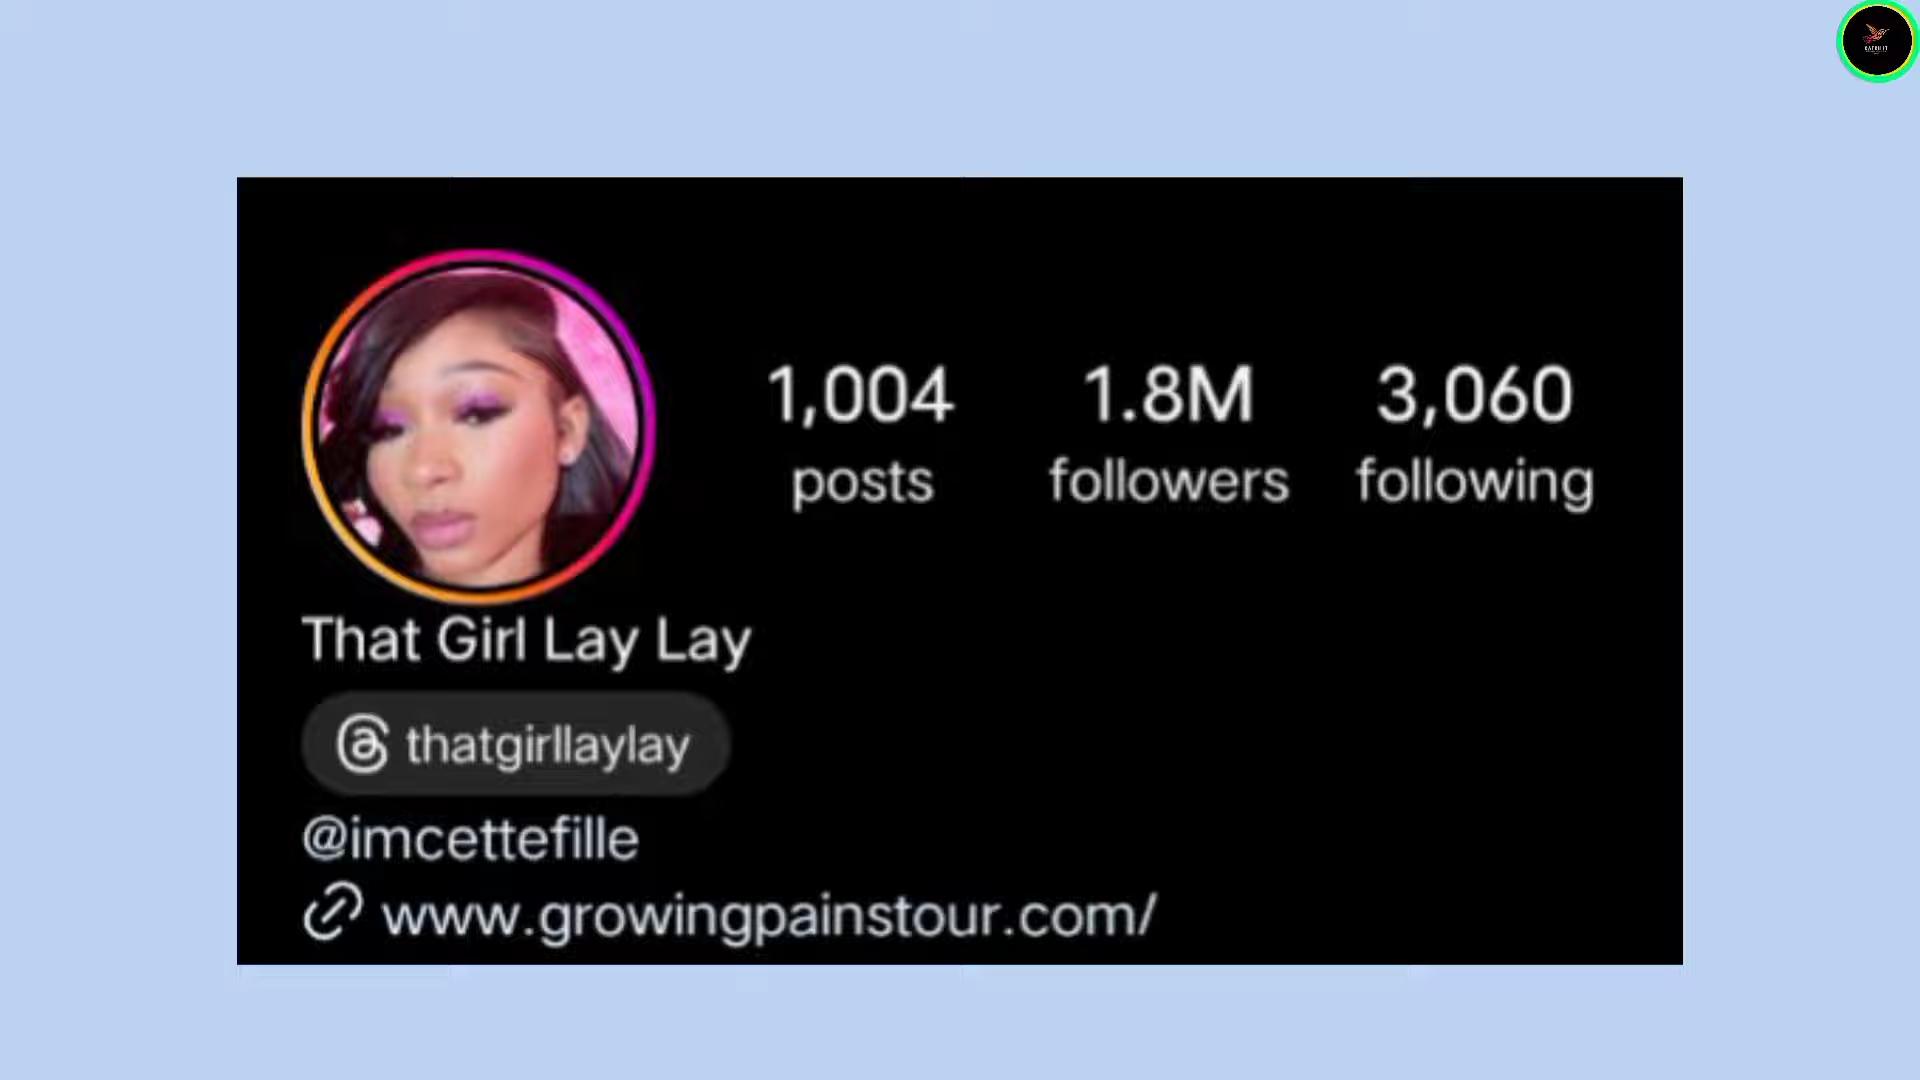 1,004 1.8M 3,060
posts followers following
That Girl Lay Lay
thatgirllaylay
@imcettefille
www.growingpainstour.com/